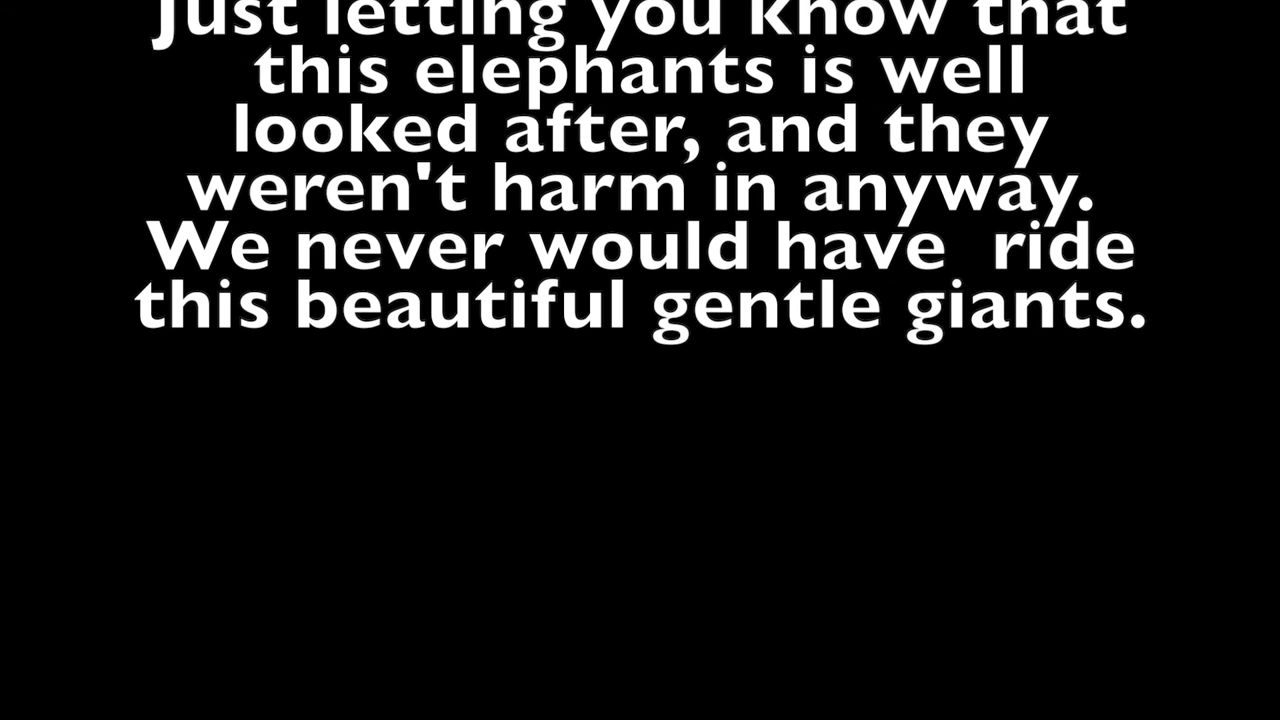 Just letting you know that
this elephants is well
looked after, and they
weren't harm in anyway.
We never would have  ride
this beautiful gentle giants.